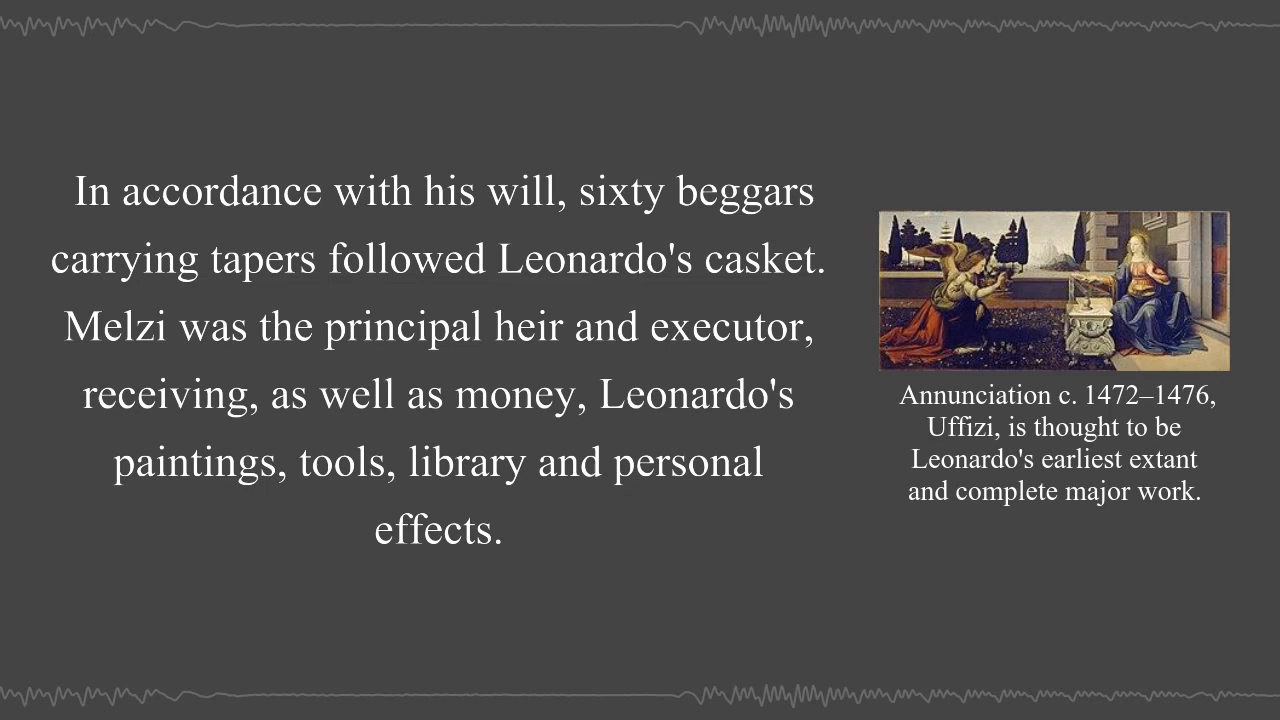 In accordance with his will, sixty beggars
carrying tapers followed Leonardo's casket.
Melzi was the principal heir and executor,
receiving, as well as money, Leonardo's
paintings, tools, library and personal
effects.
Annunciation c. 1472–1476,
Uffizi, is thought to be
Leonardo's earliest extant
and complete major work.